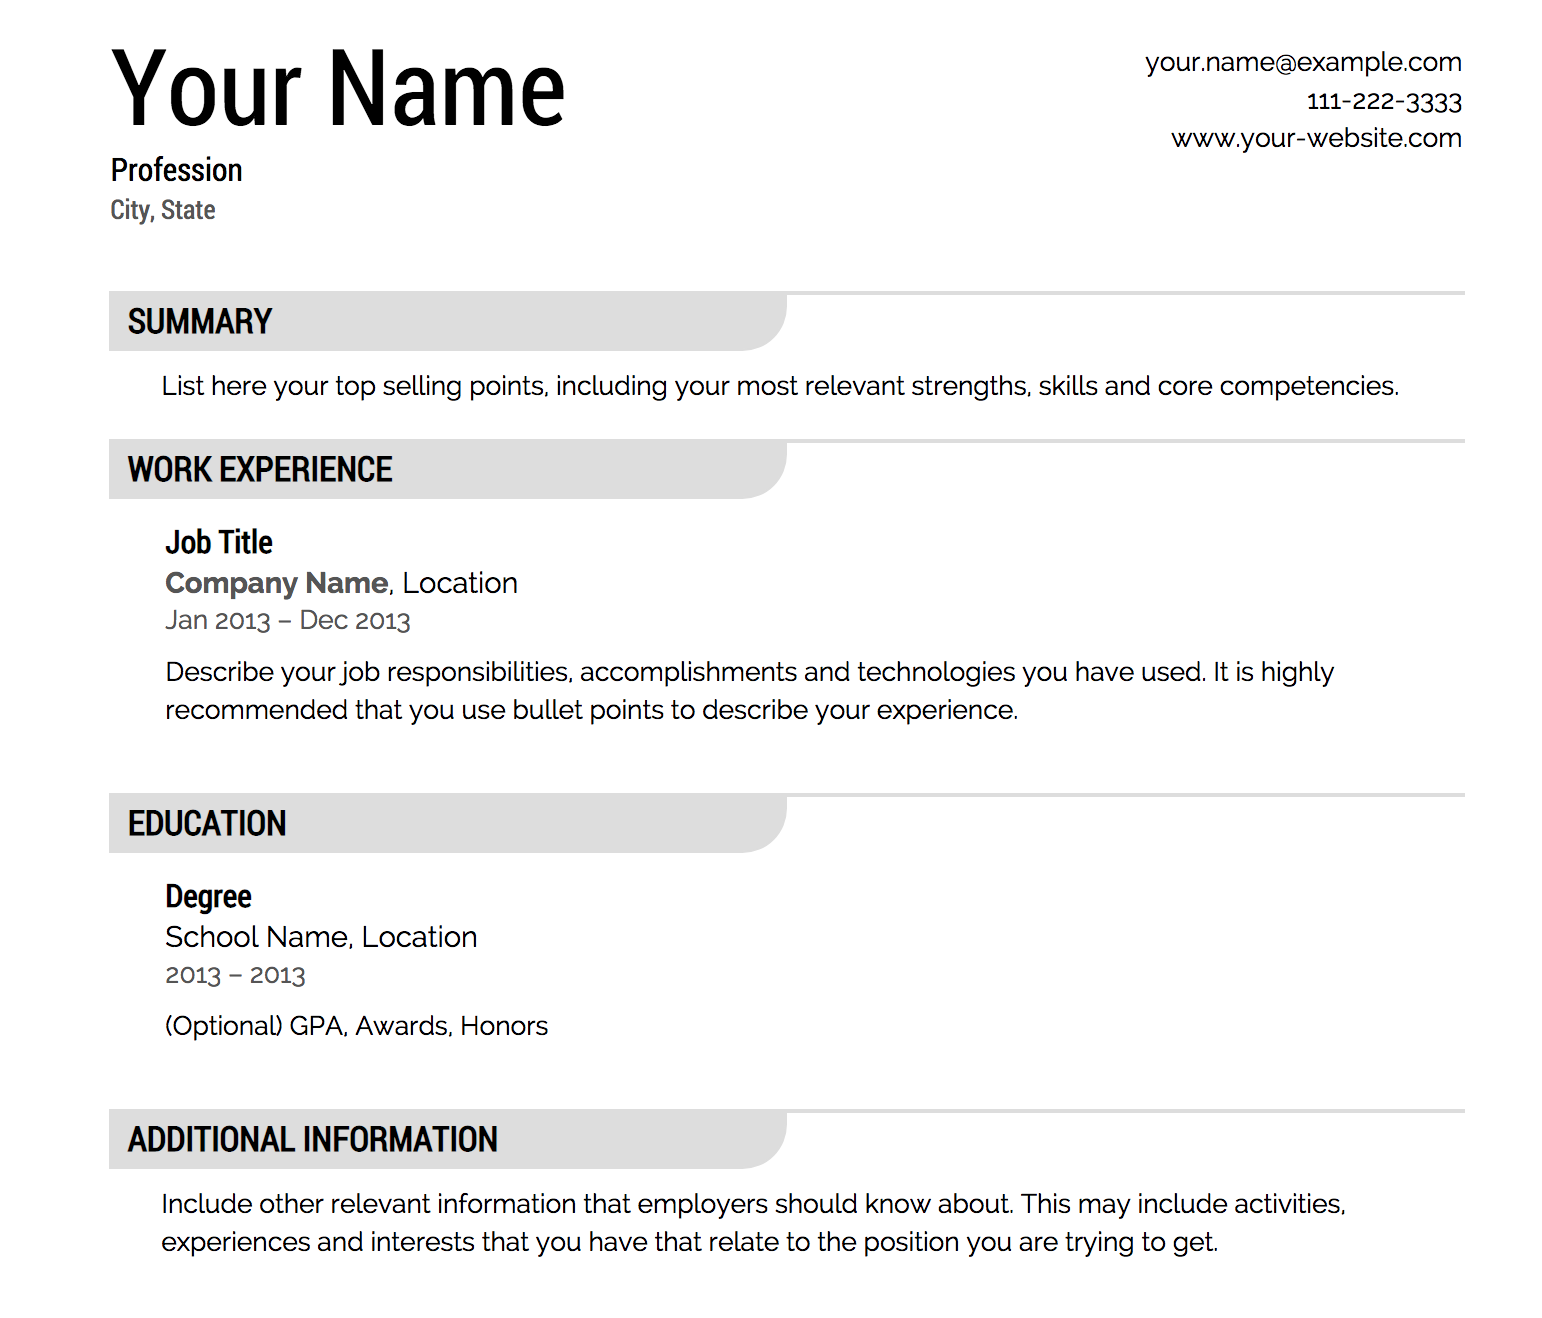 Your Name
Profession
City, State
your.name@example.com
111-222-3333
www.your-website.com
SUMMARY
List here your top selling points, including your most relevant strengths, skills and core competencies.
WORK EXPERIENCE
Job Title
Company Name, Location
Jan 2013 – Dec 2013
Describe your job responsibilities, accomplishments and technologies you have used. It is highly
recommended that you use bullet points to describe your experience.
EDUCATION
Degree
School Name, Location
2013 – 2013
(Optional) GPA, Awards, Honors
ADDITIONAL INFORMATION
Include other relevant information that employers should know about. This may include activities,
experiences and interests that you have that relate to the position you are trying to get.